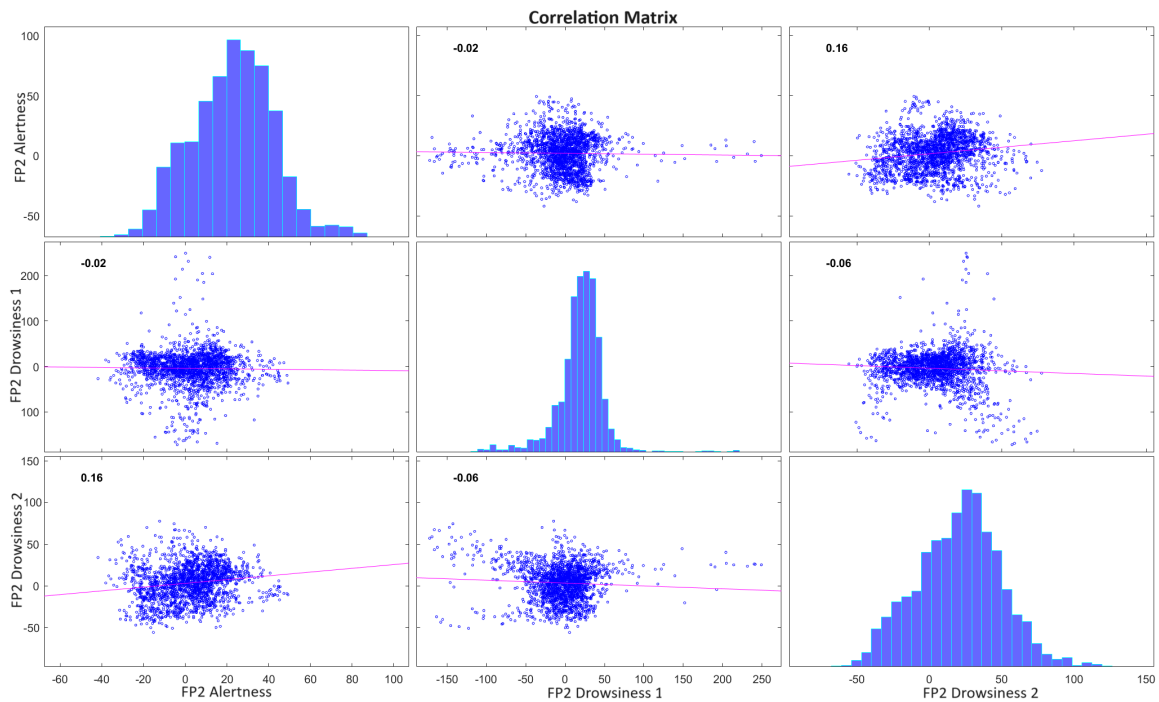 Correlation Matrix
FP2 Alertness
100
50
0
-50
-0.02
0.16
FP2 Drowsiness 1
200
100
0
100
-0.02
-0.06
FP2 Drowsiness 2
150
100
50
0
-50
0.16
-0.06
-60 -40 -20 0 20 40 60 80 100
-150 -100 -50 0 50 100 150 200 250
-50 0 50 100 150
FP2 Alertness
FP2 Drowsiness 1
FP2 Drowsiness 2